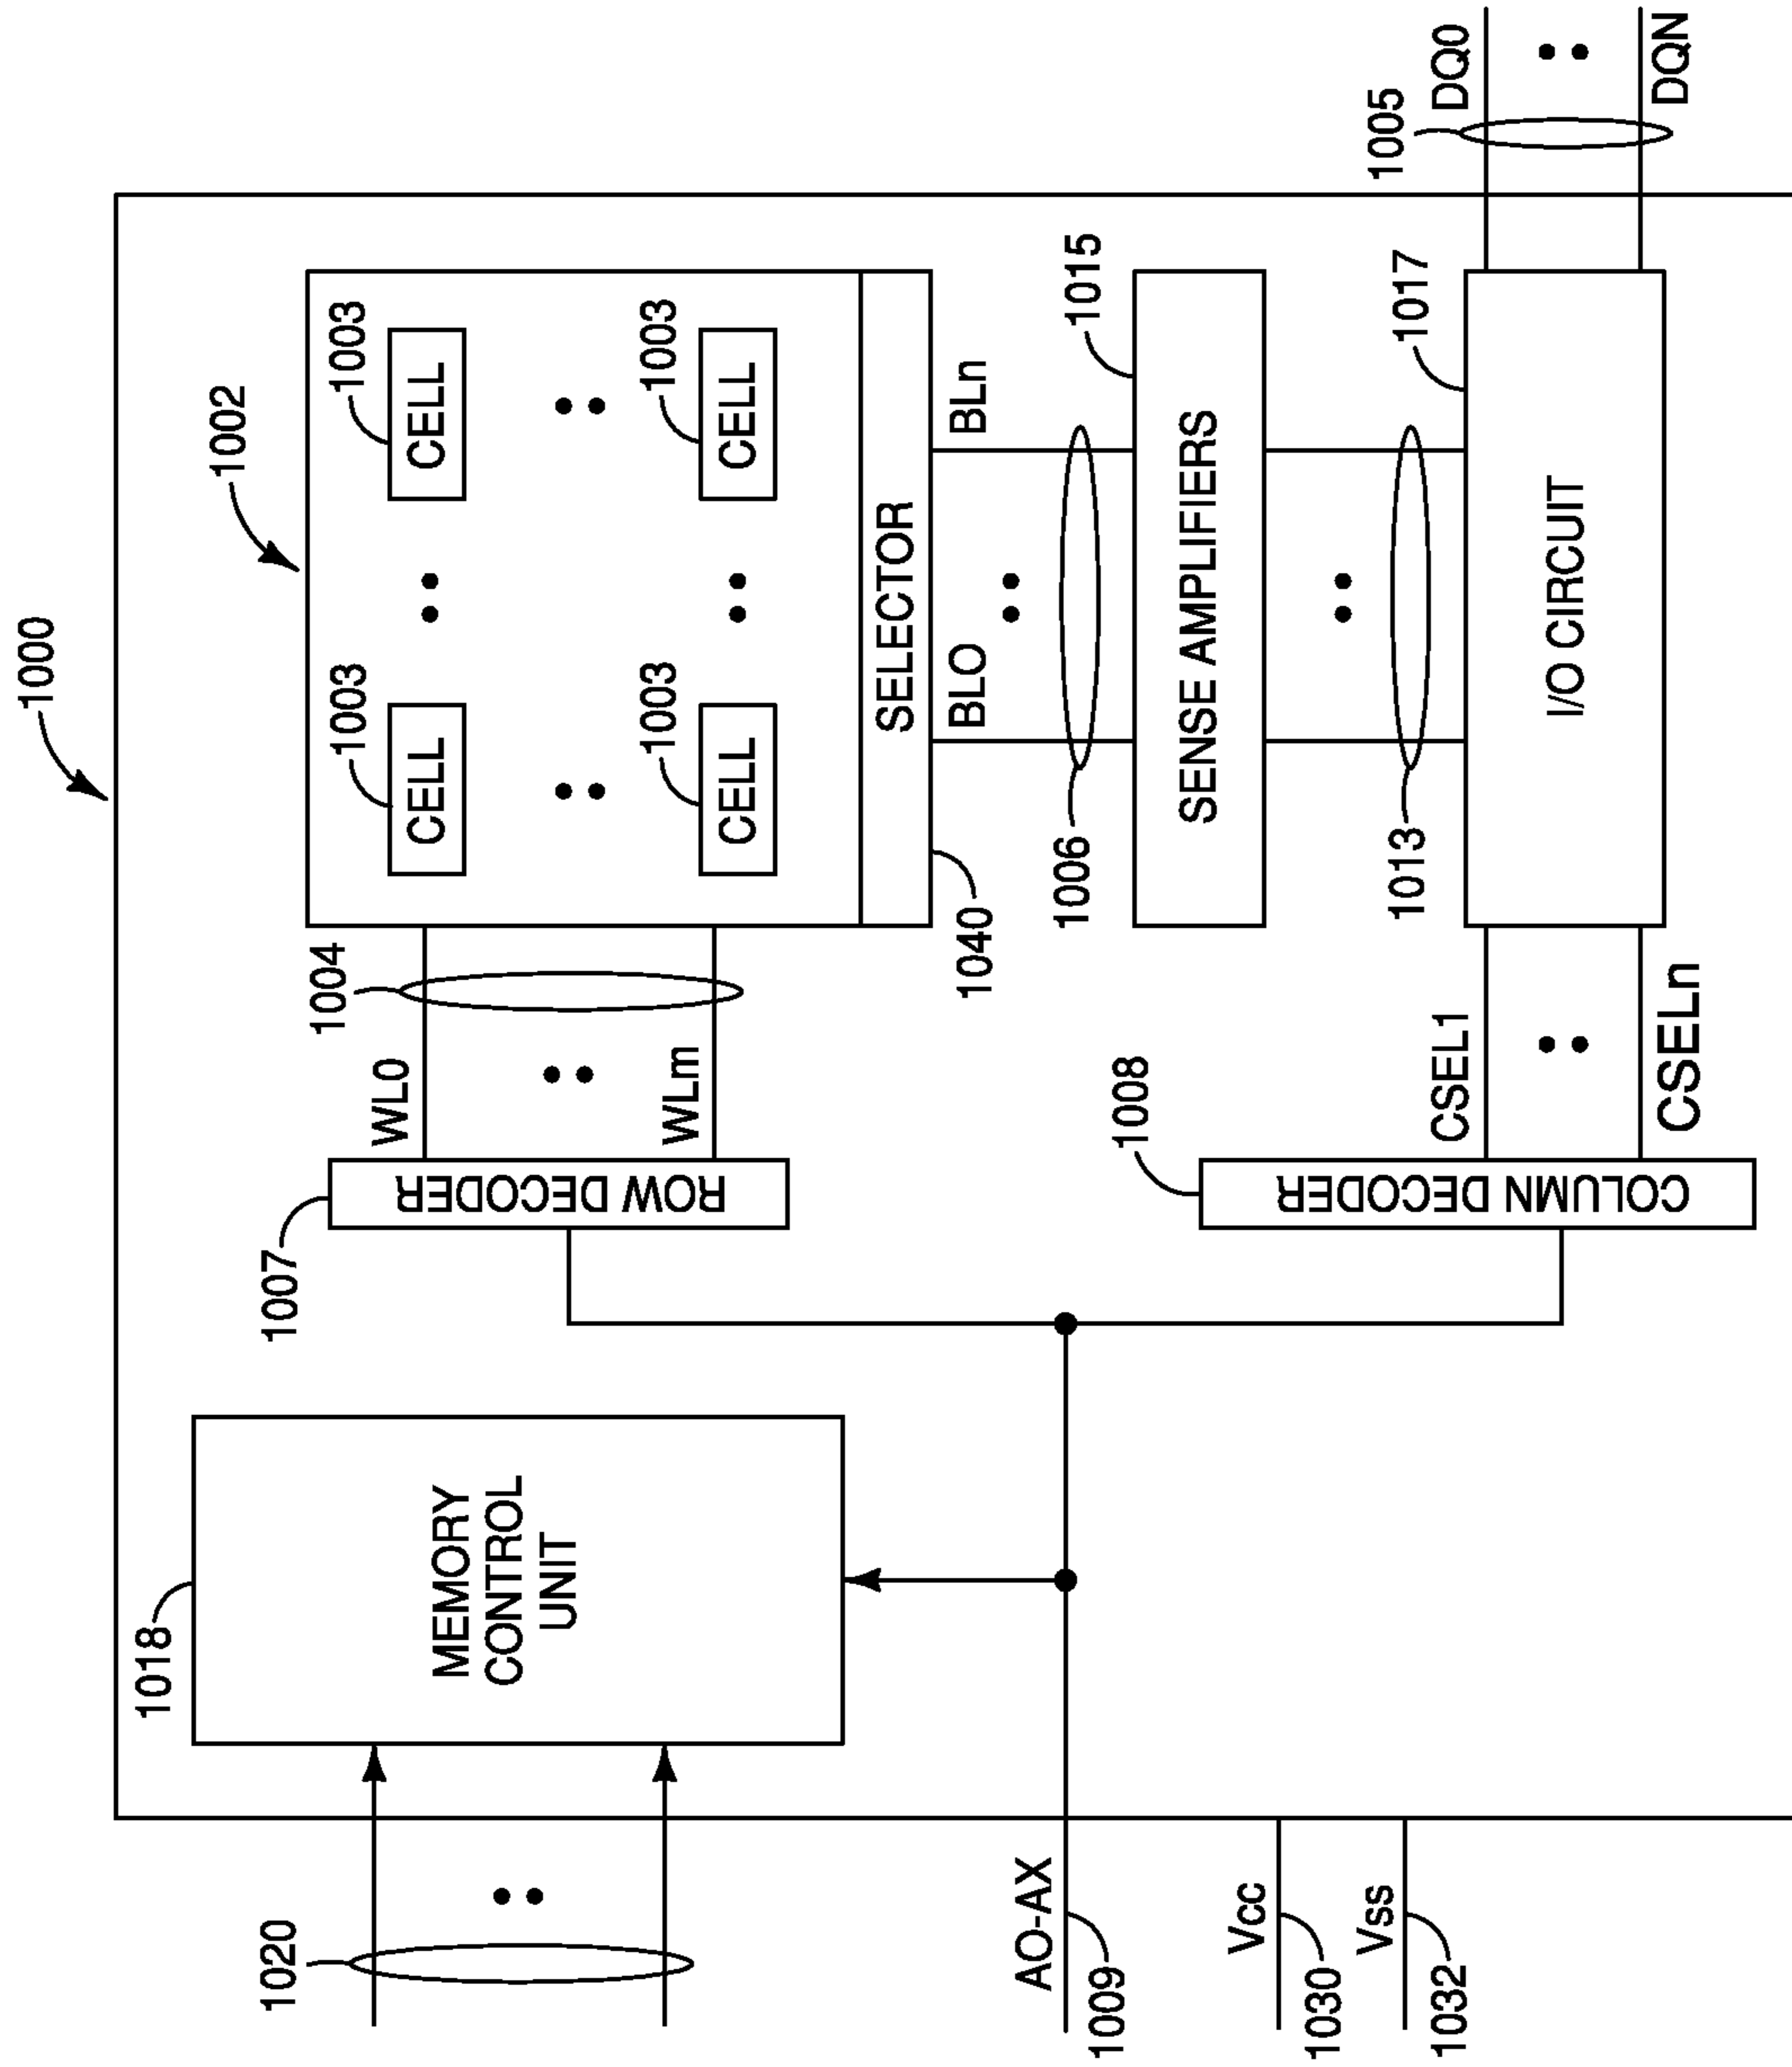 1000
1002
1018
1007
1004
1003
1003
CELL
CELL
WL0
1003
1003
WLm
CELL
CELL
ROW DECODER
MEMORY
CONTROL
UNIT
1020
SELECTOR
1040
BLO
BLn
1006
1015
SENSE AMPLIFIERS
AO-AX
1009
1008
1013
1017
1005
Vcc
1030
Vss
1032
COLUMN DECODER
CSEL1
CSELn
I/O CIRCUIT
DQ0
DQN